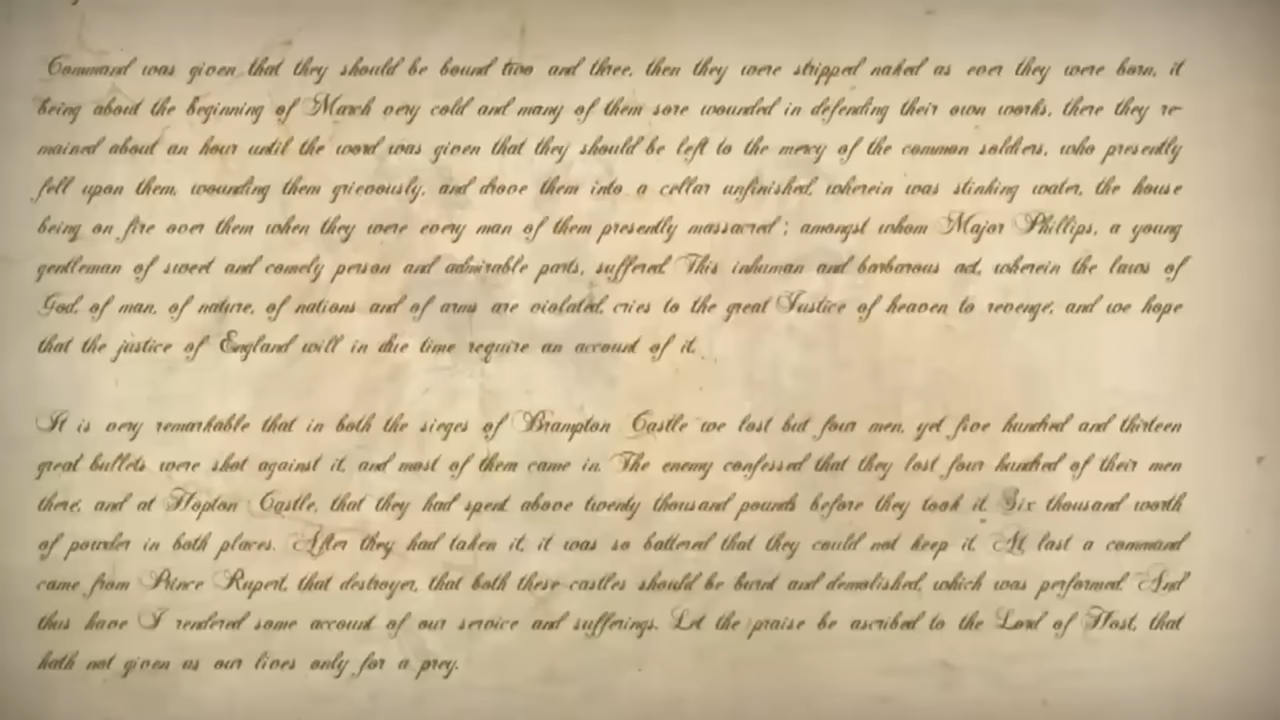 Command was given that they should be bound two and three, then they were stripped naked as ever they were born, it
being about the beginning of March very cold and many of them sore wounded in defending their own works, there they re-
mained about an hour until the word was given that they should be left to the mercy of the common soldiers, who presently
fell upon them, wounding them grievously, and drove them into a cellar unfinished, wherein was stinking water, the house
being on fire over them when they were every man of them presently massacred; amongst whom Major Phillips, a young
gentleman of sweet and comely person and admirable parts, suffered. This inhuman and barbarous act, wherein the laws of
God, of man, of nature, of nations and of arms are violated, cries to the great Justice of heaven to revenge, and we hope
that the justice of England will in due time require an account of it.
It is very remarkable that in both the sieges of Brampton Castle we lost but four men, yet five hundred and thirteen
great bullets were shot against it, and most of them came in. The enemy confessed that they lost four hundred of their men
there, and at Hopton Castle, that they had spent above twenty thousand pounds before they took it. Six thousand worth
of powder in both places. After they had taken it, it was so battered that they could not keep it. At last a command
came from Prince Rupert, that destroyer, that both these castles should be burnt and demolished, which was performed. And
thus have I rendered some account of our service and sufferings. Let the praise be ascribed to the Lord of Host, that
hath not given us our lives only for a prey.